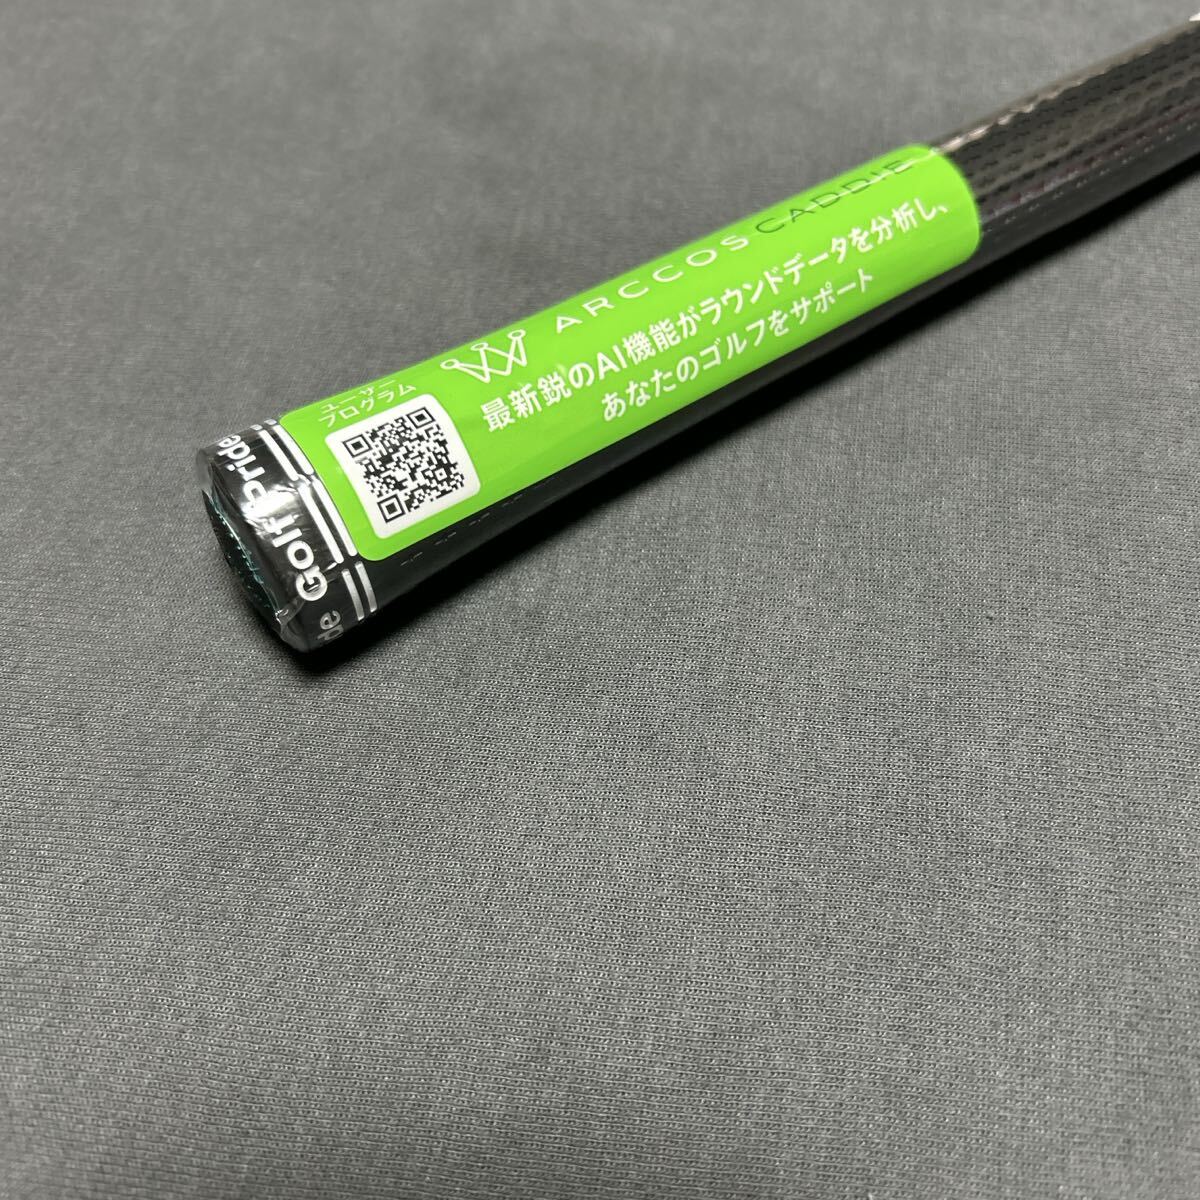 ARCCOS CADDIE
最新鋭のAI機能がラウンドデータを分析し、
あなたのゴルフをサポート
ユーザー
プログラム
Golf Pride
de